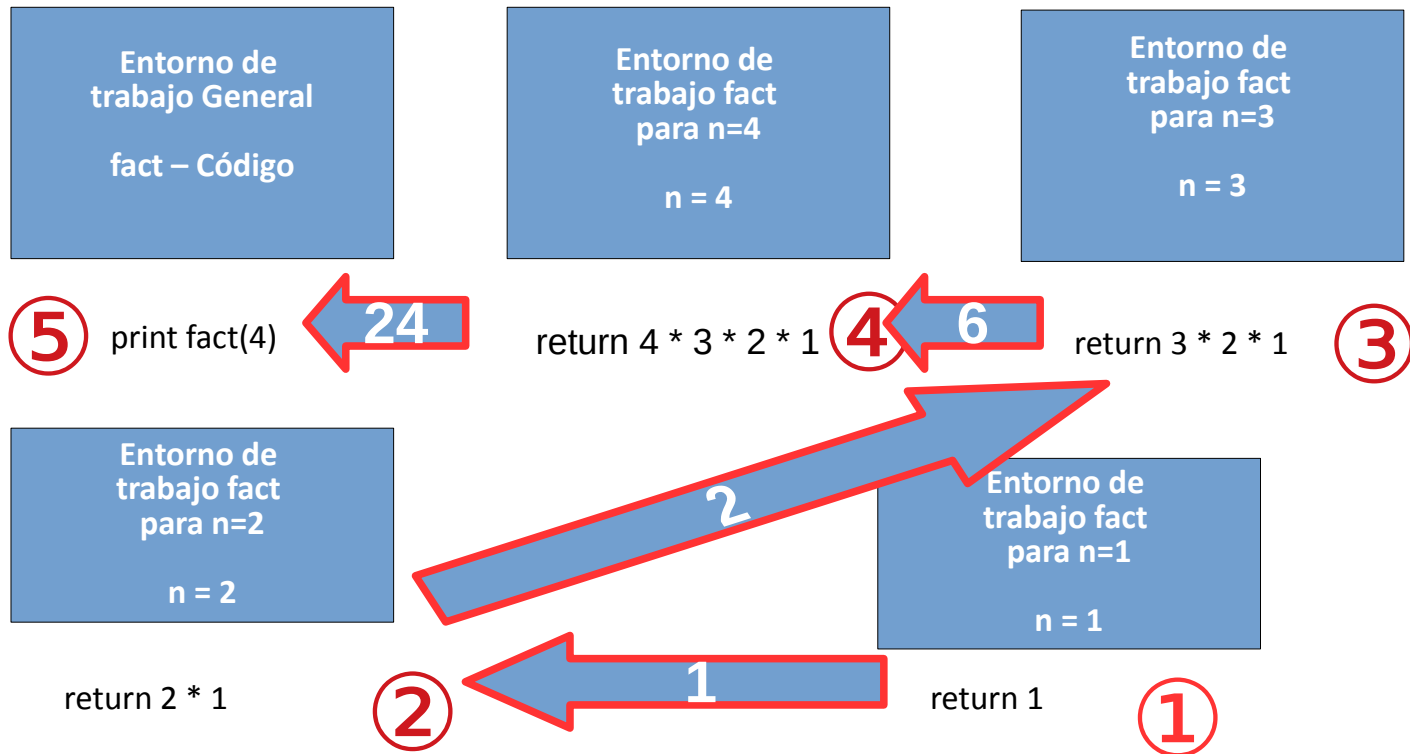 Entorno de
trabajo General
fact – Código
Entorno de
trabajo fact
para n=4
n = 4
Entorno de
trabajo fact
para n=3
n = 3
⑤ print fact(4)
24
return 4 * 3 * 2 * 1 ④
6
return 3 * 2 * 1 ③
Entorno de
trabajo fact
para n=2
n = 2
2
Entorno de
trabajo fact
para n=1
n = 1
return 2 * 1 ②
1
return 1 ①